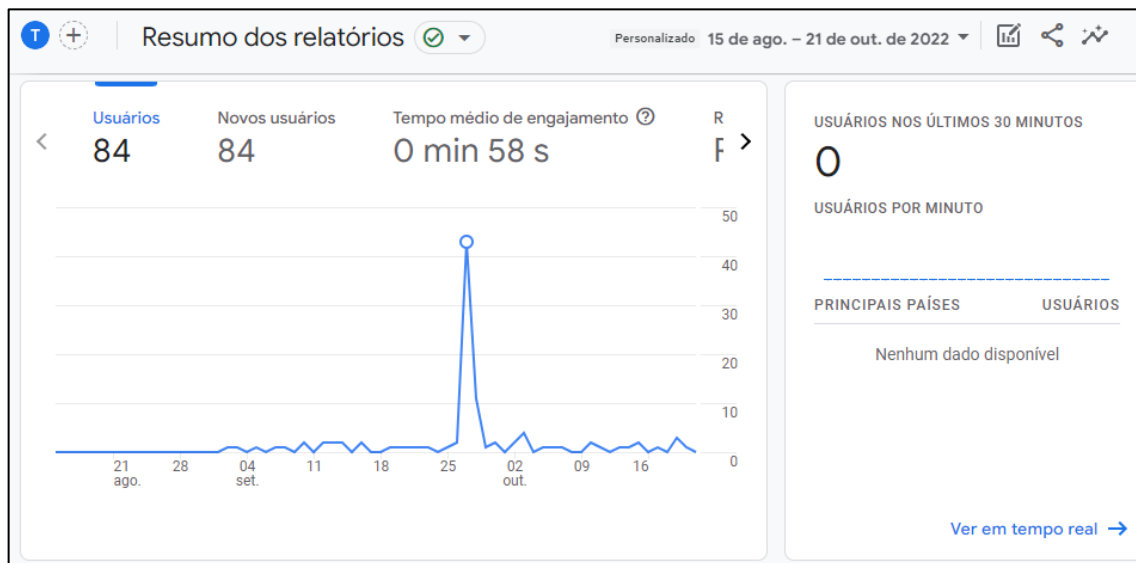 T
Resumo dos relatórios
Personalizado 15 de ago. – 21 de out. de 2022
Usuários
84
Novos usuários
84
Tempo médio de engajamento
0 min 58 s
R
50
40
30
20
10
0
21 ago.
28
04 set.
11
18
25
02 out.
09
16
USUÁRIOS NOS ÚLTIMOS 30 MINUTOS
0
USUÁRIOS POR MINUTO
PRINCIPAIS PAÍSES USUÁRIOS
Nenhum dado disponível
Ver em tempo real